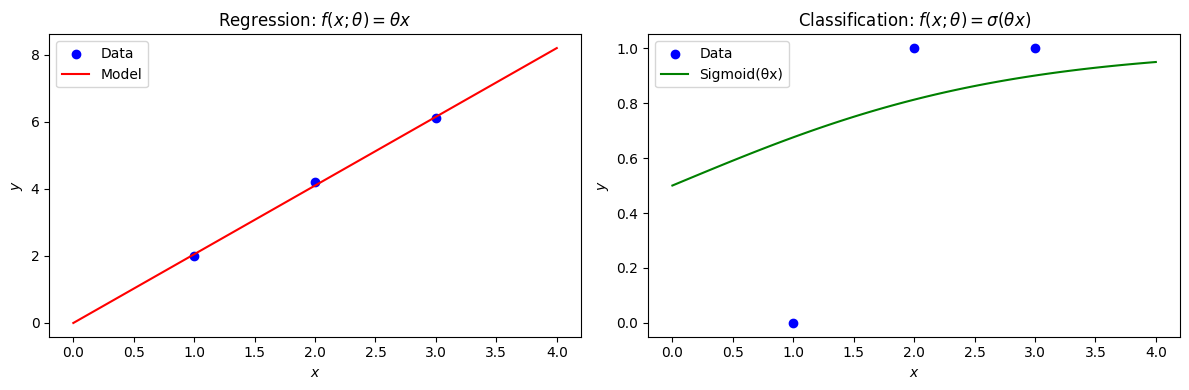 Regression: f(x; θ) = θx
Data
Model
8
6
4
2
0
y
0.0 0.5 1.0 1.5 2.0 2.5 3.0 3.5 4.0
x
Classification: f(x; θ) = σ(θx)
Data
Sigmoid(θx)
1.0
0.8
0.6
0.4
0.2
0.0
y
0.0 0.5 1.0 1.5 2.0 2.5 3.0 3.5 4.0
x